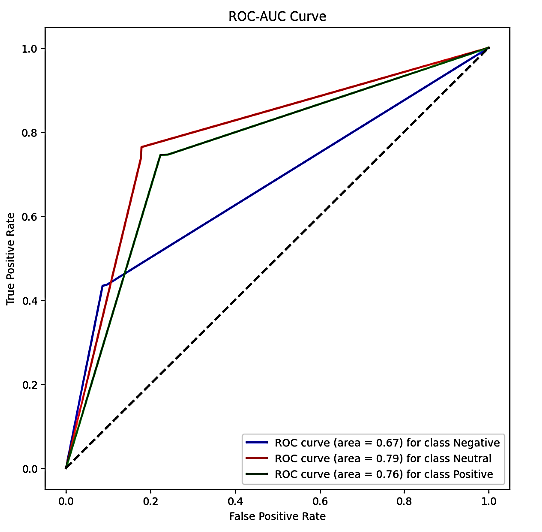 ROC-AUC Curve
True Positive Rate
1.0
0.8
0.6
0.4
0.2
0.0
0.0 0.2 0.4 0.6 0.8 1.0
False Positive Rate
ROC curve (area = 0.67) for class Negative
ROC curve (area = 0.79) for class Neutral
ROC curve (area = 0.76) for class Positive